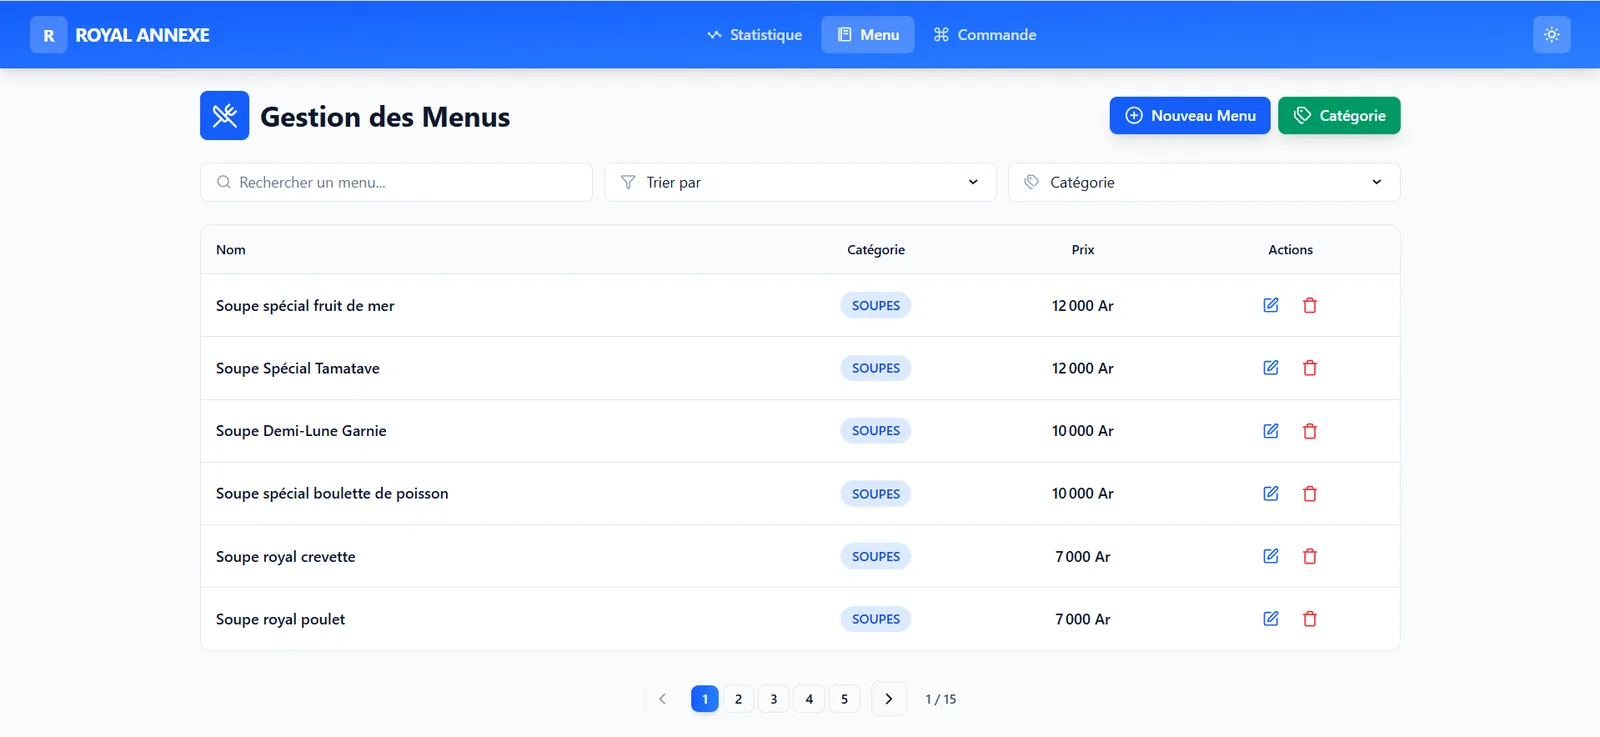 R ROYAL ANNEXE Statistique Menu Commande
Gestion des Menus Nouveau Menu Catégorie
Rechercher un menu... Trier par Catégorie
Nom Catégorie Prix Actions
Soupe spécial fruit de mer SOUPES 12 000 Ar
Soupe Spécial Tamatave SOUPES 12 000 Ar
Soupe Demi-Lune Garnie SOUPES 10 000 Ar
Soupe spécial boulette de poisson SOUPES 10 000 Ar
Soupe royal crevette SOUPES 7 000 Ar
Soupe royal poulet SOUPES 7 000 Ar
1 2 3 4 5 1 / 15